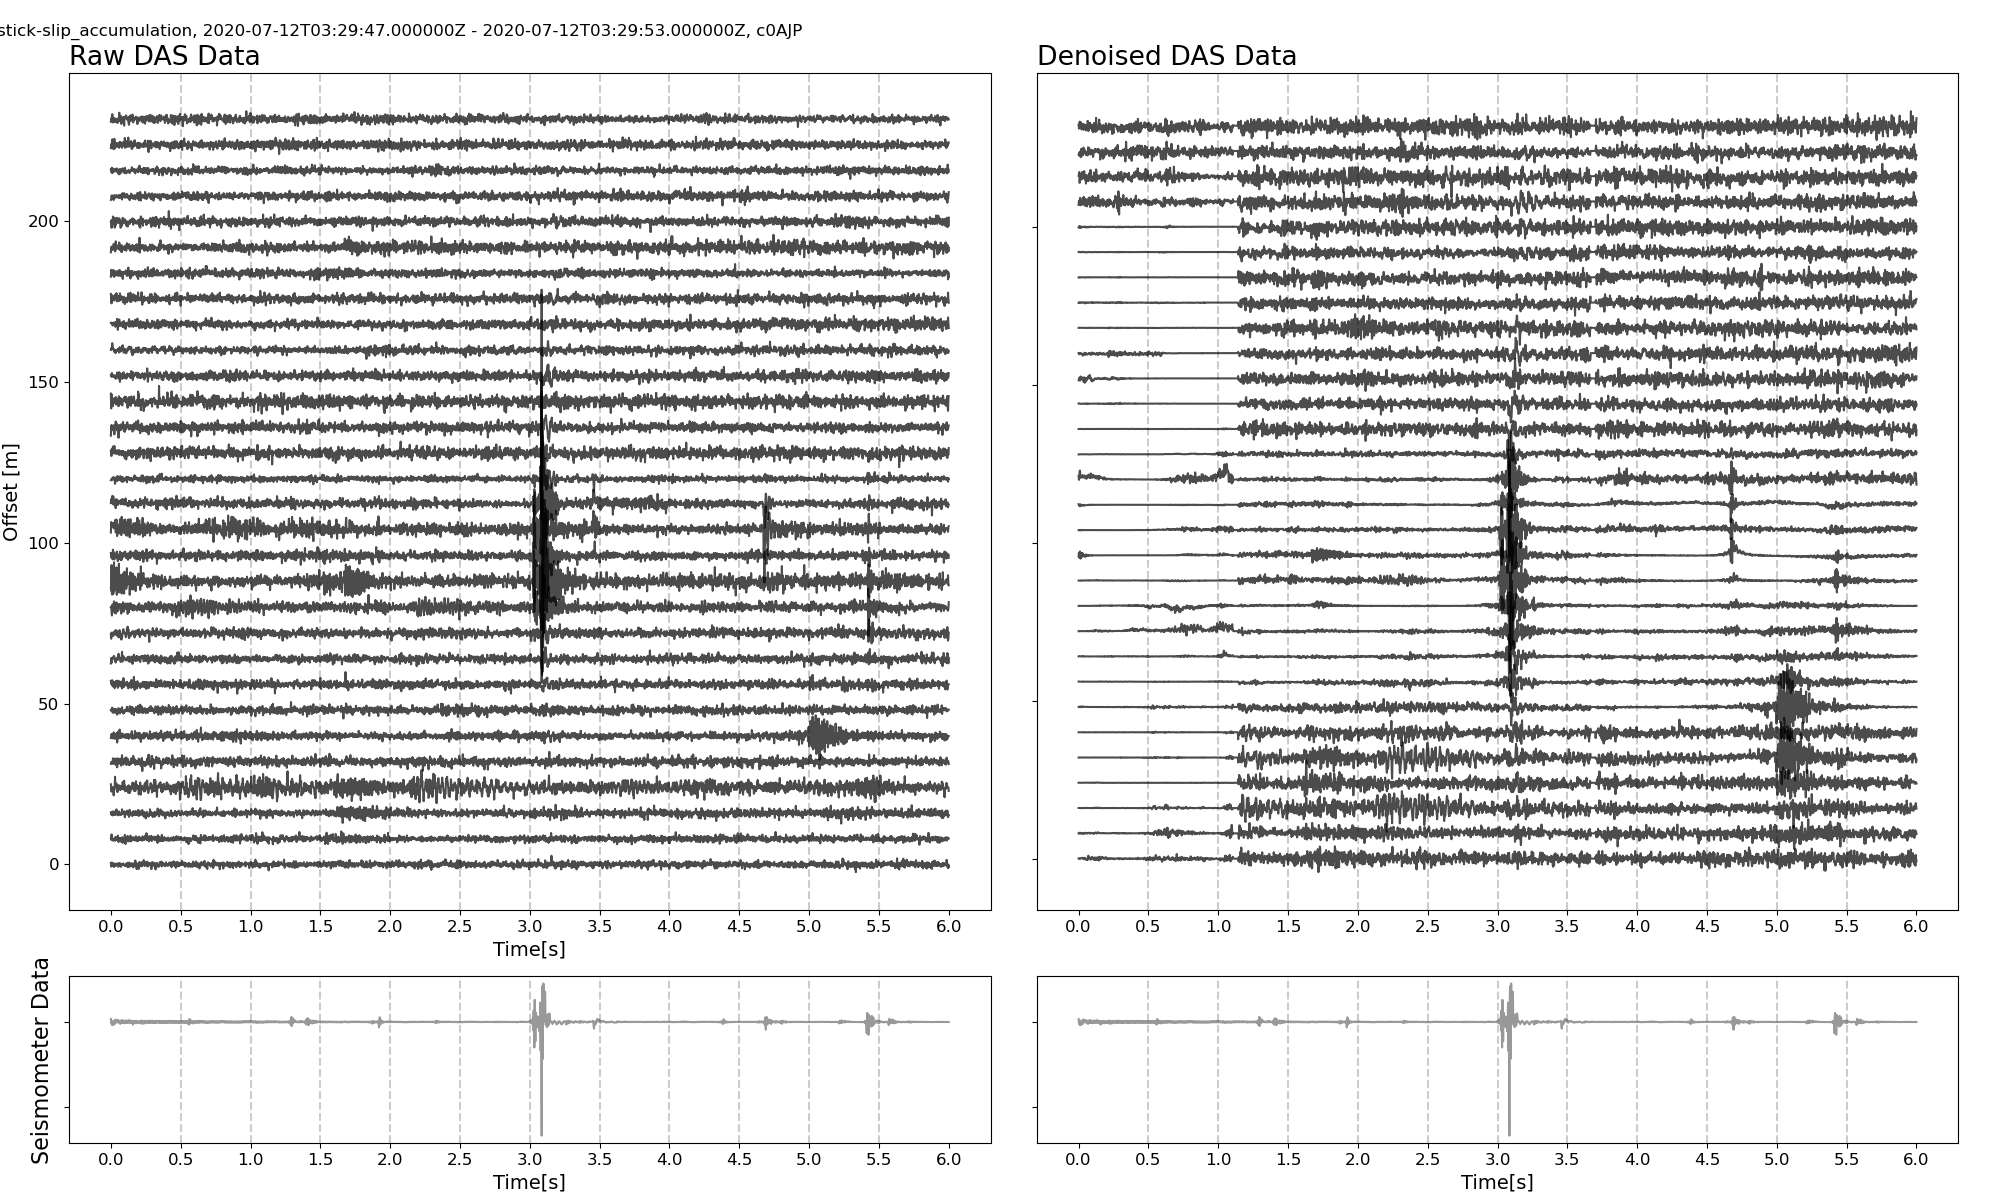 stick-slip_accumulation, 2020-07-12T03:29:47.000000Z - 2020-07-12T03:29:53.000000Z, c0AJP
Raw DAS Data
Offset [m]
200
150
100
50
0
0.0 0.5 1.0 1.5 2.0 2.5 3.0 3.5 4.0 4.5 5.0 5.5 6.0
Time[s]
Denoised DAS Data
0.0 0.5 1.0 1.5 2.0 2.5 3.0 3.5 4.0 4.5 5.0 5.5 6.0
Seismometer Data
0.0 0.5 1.0 1.5 2.0 2.5 3.0 3.5 4.0 4.5 5.0 5.5 6.0
Time[s]
0.0 0.5 1.0 1.5 2.0 2.5 3.0 3.5 4.0 4.5 5.0 5.5 6.0
Time[s]